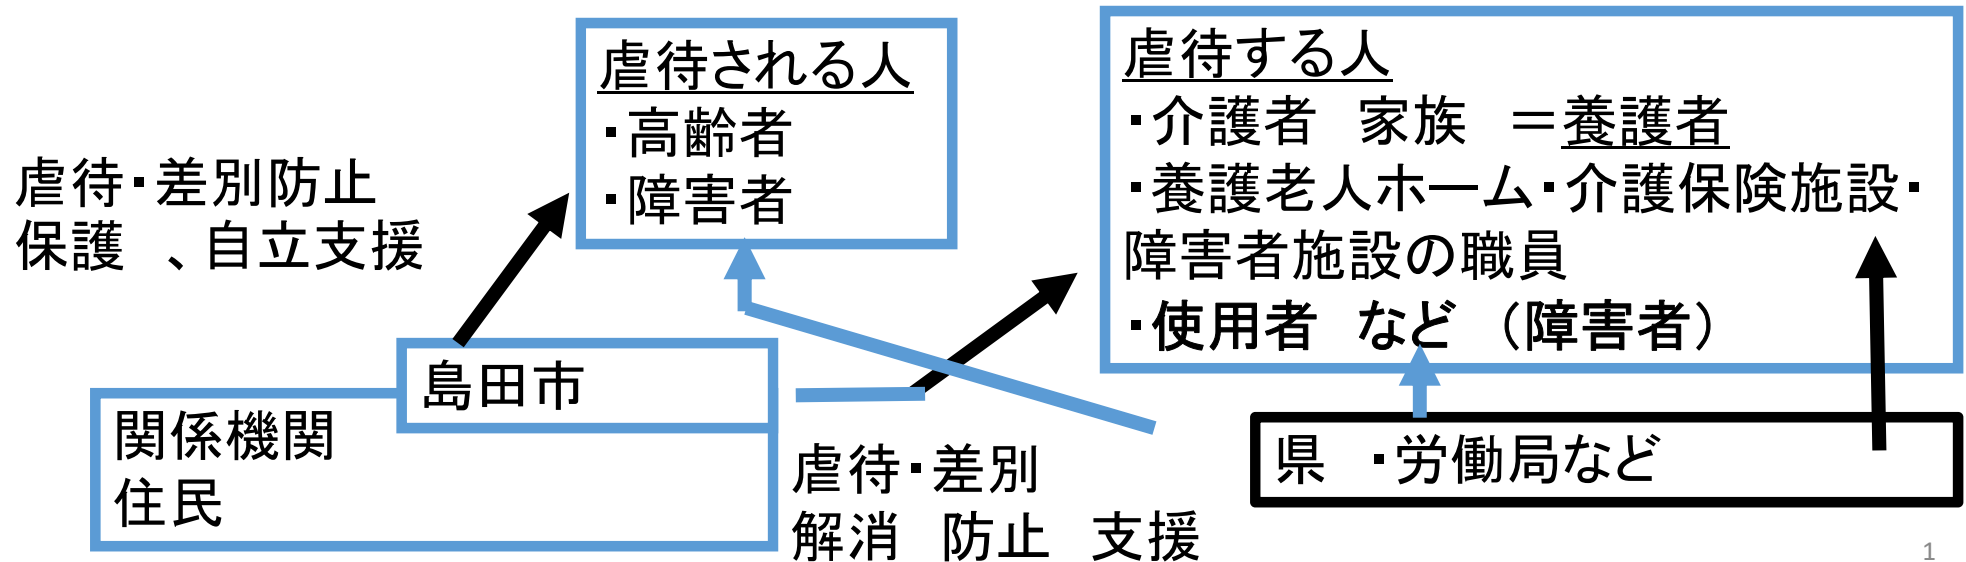 虐待される人
・高齢者
・障害者
虐待する人
・介護者　家族　＝養護者
・養護老人ホーム・介護保険施設・
障害者施設の職員
・使用者　など　（障害者）
虐待・差別防止
保護　、自立支援
島田市
関係機関
住民
虐待・差別
解消　防止　支援
県　・労働局など
1